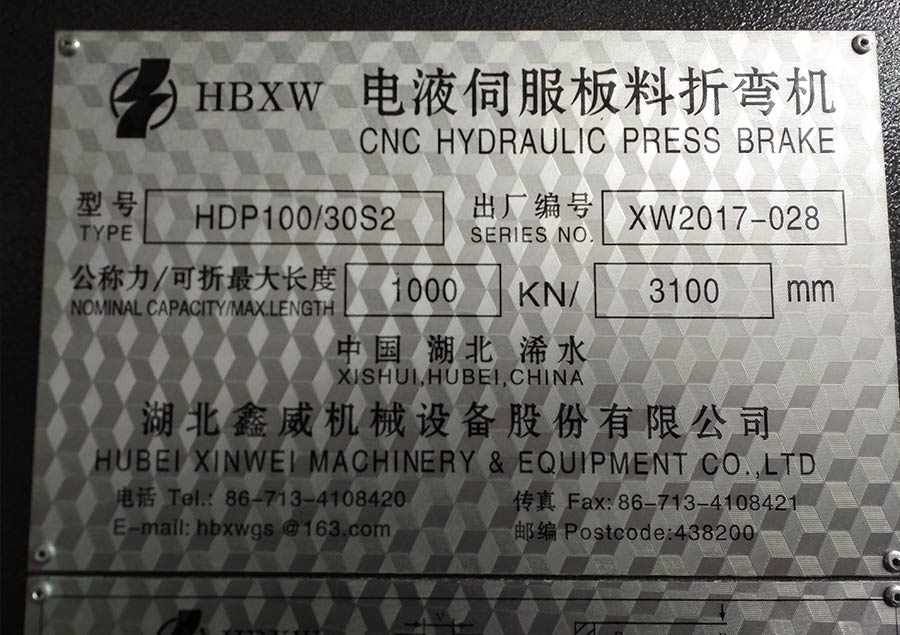 HBXW 电液伺服板料折弯机
CNC HYDRAULIC PRESS BRAKE
型号 HDP100/30S2 出厂编号 XW2017-028
TYPE SERIES NO.
公称力/可折最大长度 1000 KN/ 3100 mm
NOMINAL CAPACITY/MAX.LENGTH
中国 湖北 浠水
XISHUI,HUBEI,CHINA
湖北鑫威机械设备股份有限公司
HUBEI XINWEI MACHINERY & EQUIPMENT CO.,LTD
电话 Tel.: 86-713-4108420 传真 Fax: 86-713-4108421
E-mail: hbxwgs @163.com 邮编 Postcode:438200
HBXW V